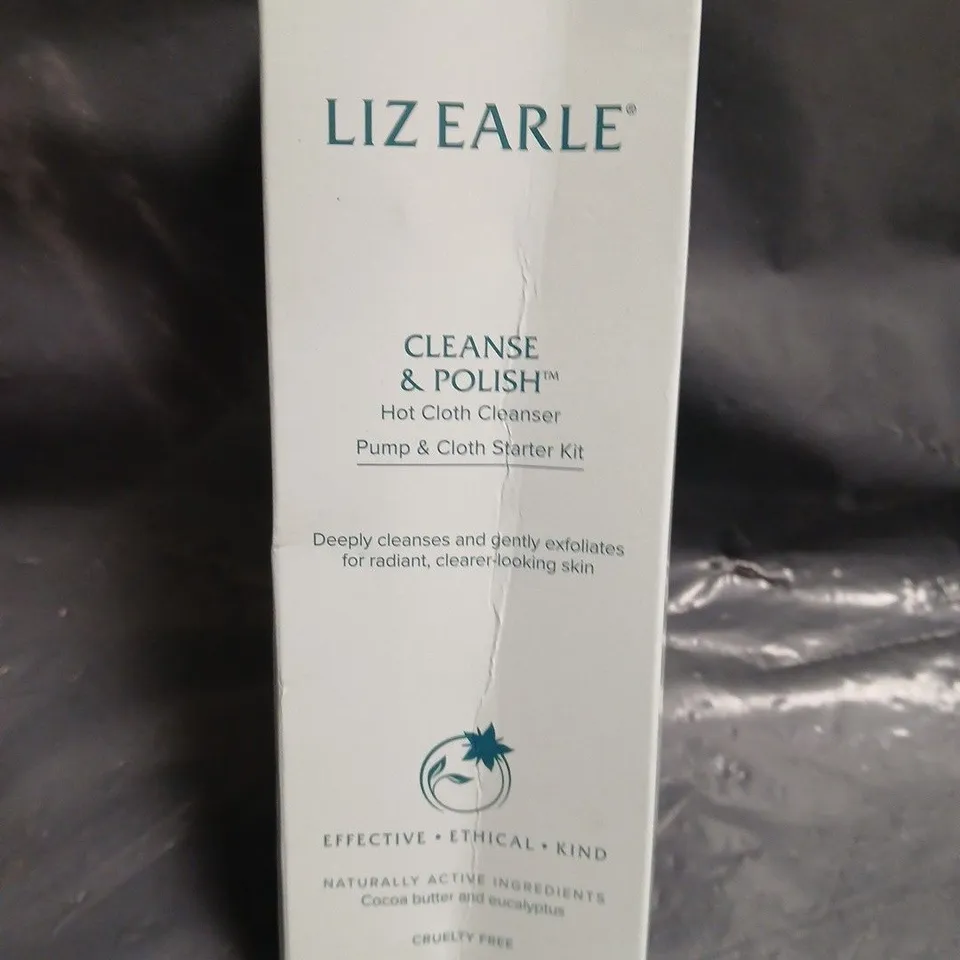 LIZ EARLE®
CLEANSE
& POLISH™
Hot Cloth Cleanser
Pump & Cloth Starter Kit
Deeply cleanses and gently exfoliates
for radiant, clearer-looking skin
EFFECTIVE • ETHICAL • KIND
NATURALLY ACTIVE INGREDIENTS
Cocoa butter and eucalyptus
CRUELTY FREE